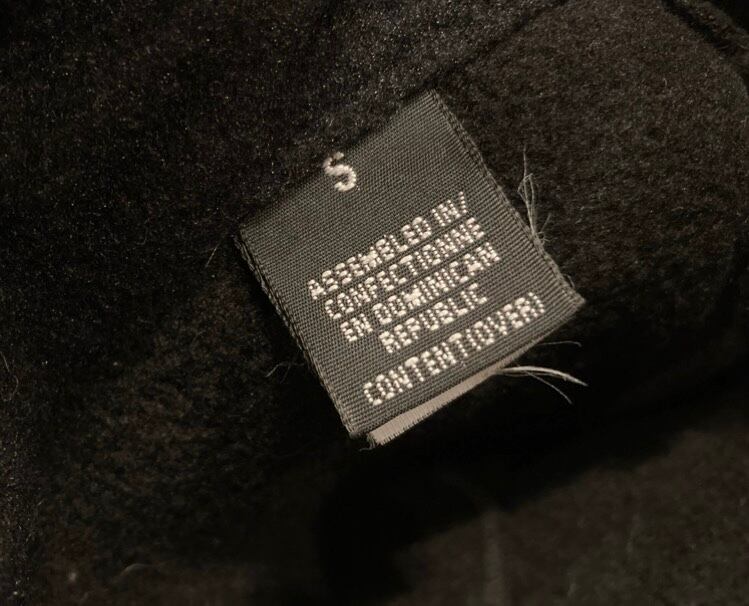 S
ASSEMBLED IN/
CONFECTIONNE
EN DOMINICAN
REPUBLIC
CONTENT(OVER)